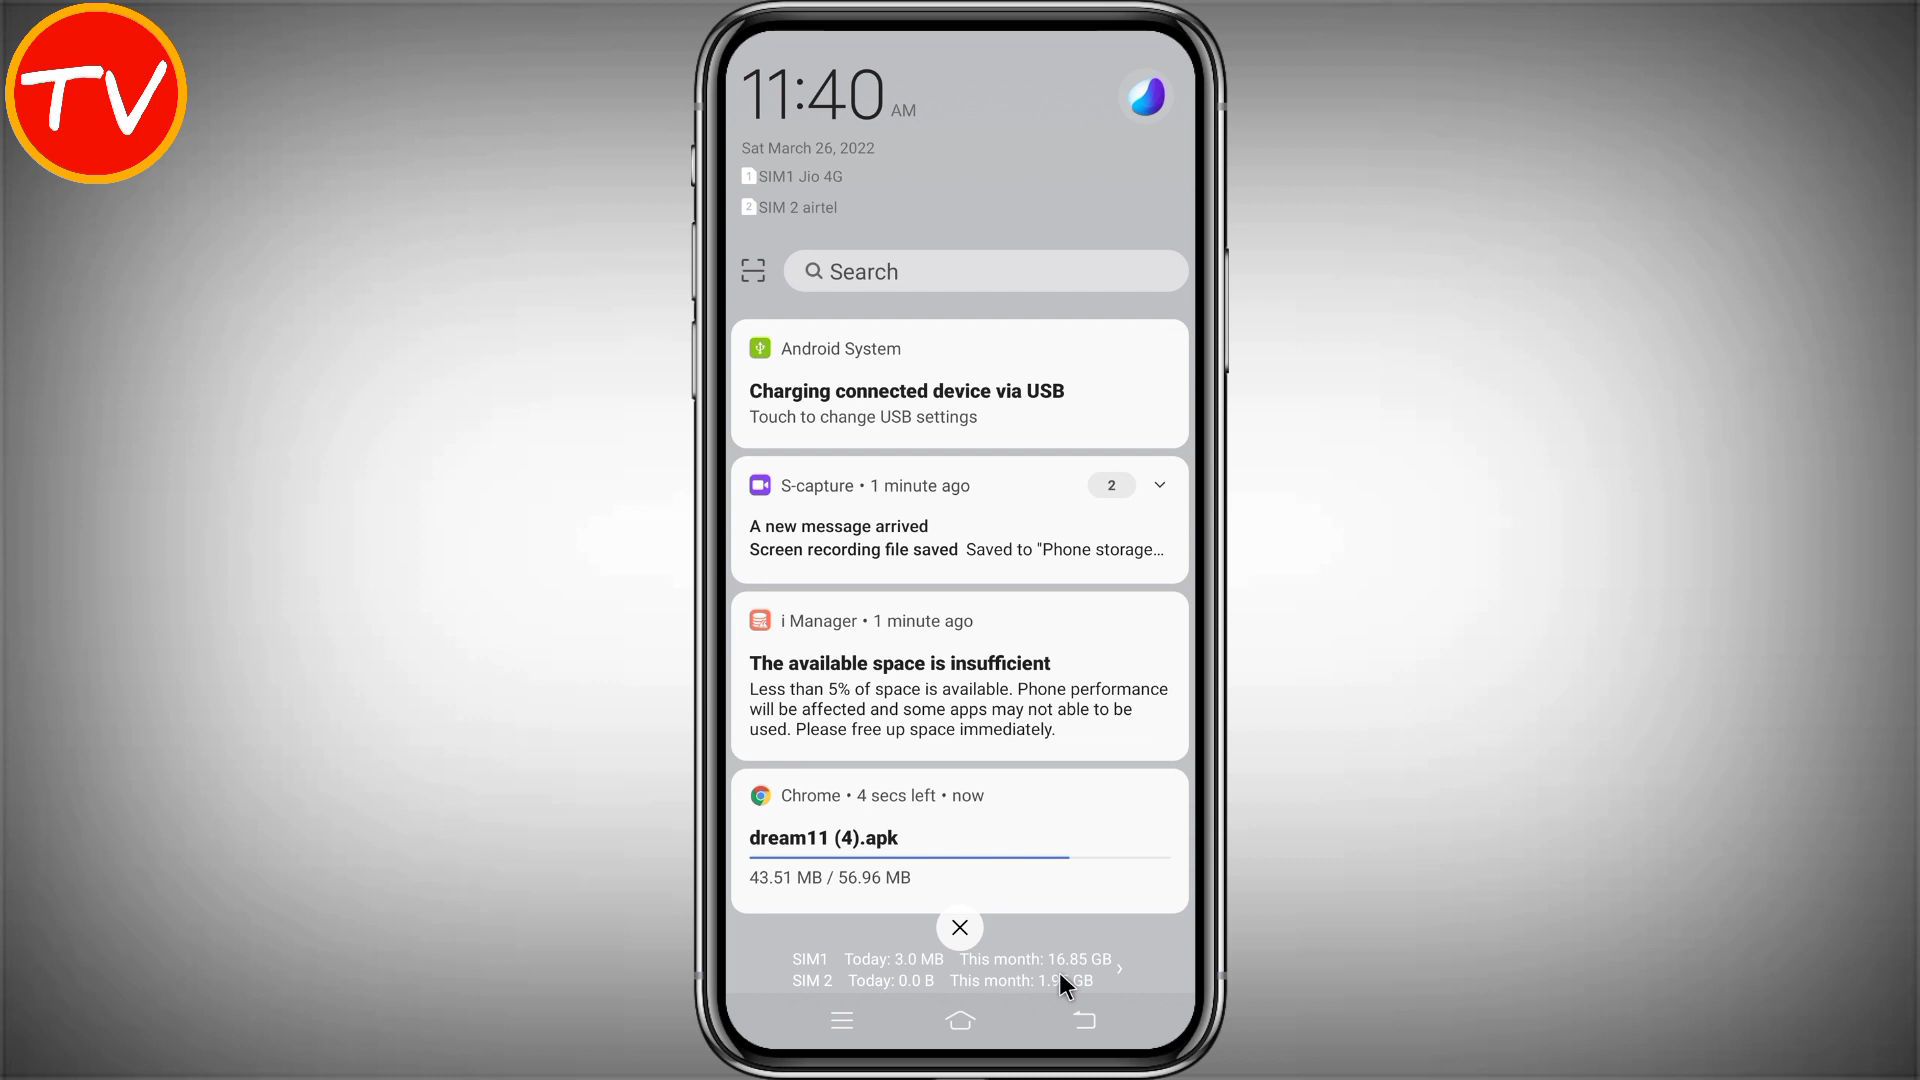 TV
11:40 AM
Sat March 26, 2022
1 SIM1 Jio 4G
2 SIM 2 airtel
Search
Android System
Charging connected device via USB
Touch to change USB settings
S-capture • 1 minute ago 2
A new message arrived
Screen recording file saved Saved to "Phone storage...
i Manager • 1 minute ago
The available space is insufficient
Less than 5% of space is available. Phone performance
will be affected and some apps may not able to be
used. Please free up space immediately.
Chrome • 4 secs left • now
dream11 (4).apk
43.51 MB / 56.96 MB
SIM1 Today: 3.0 MB This month: 16.85 GB
SIM 2 Today: 0.0 B This month: GB